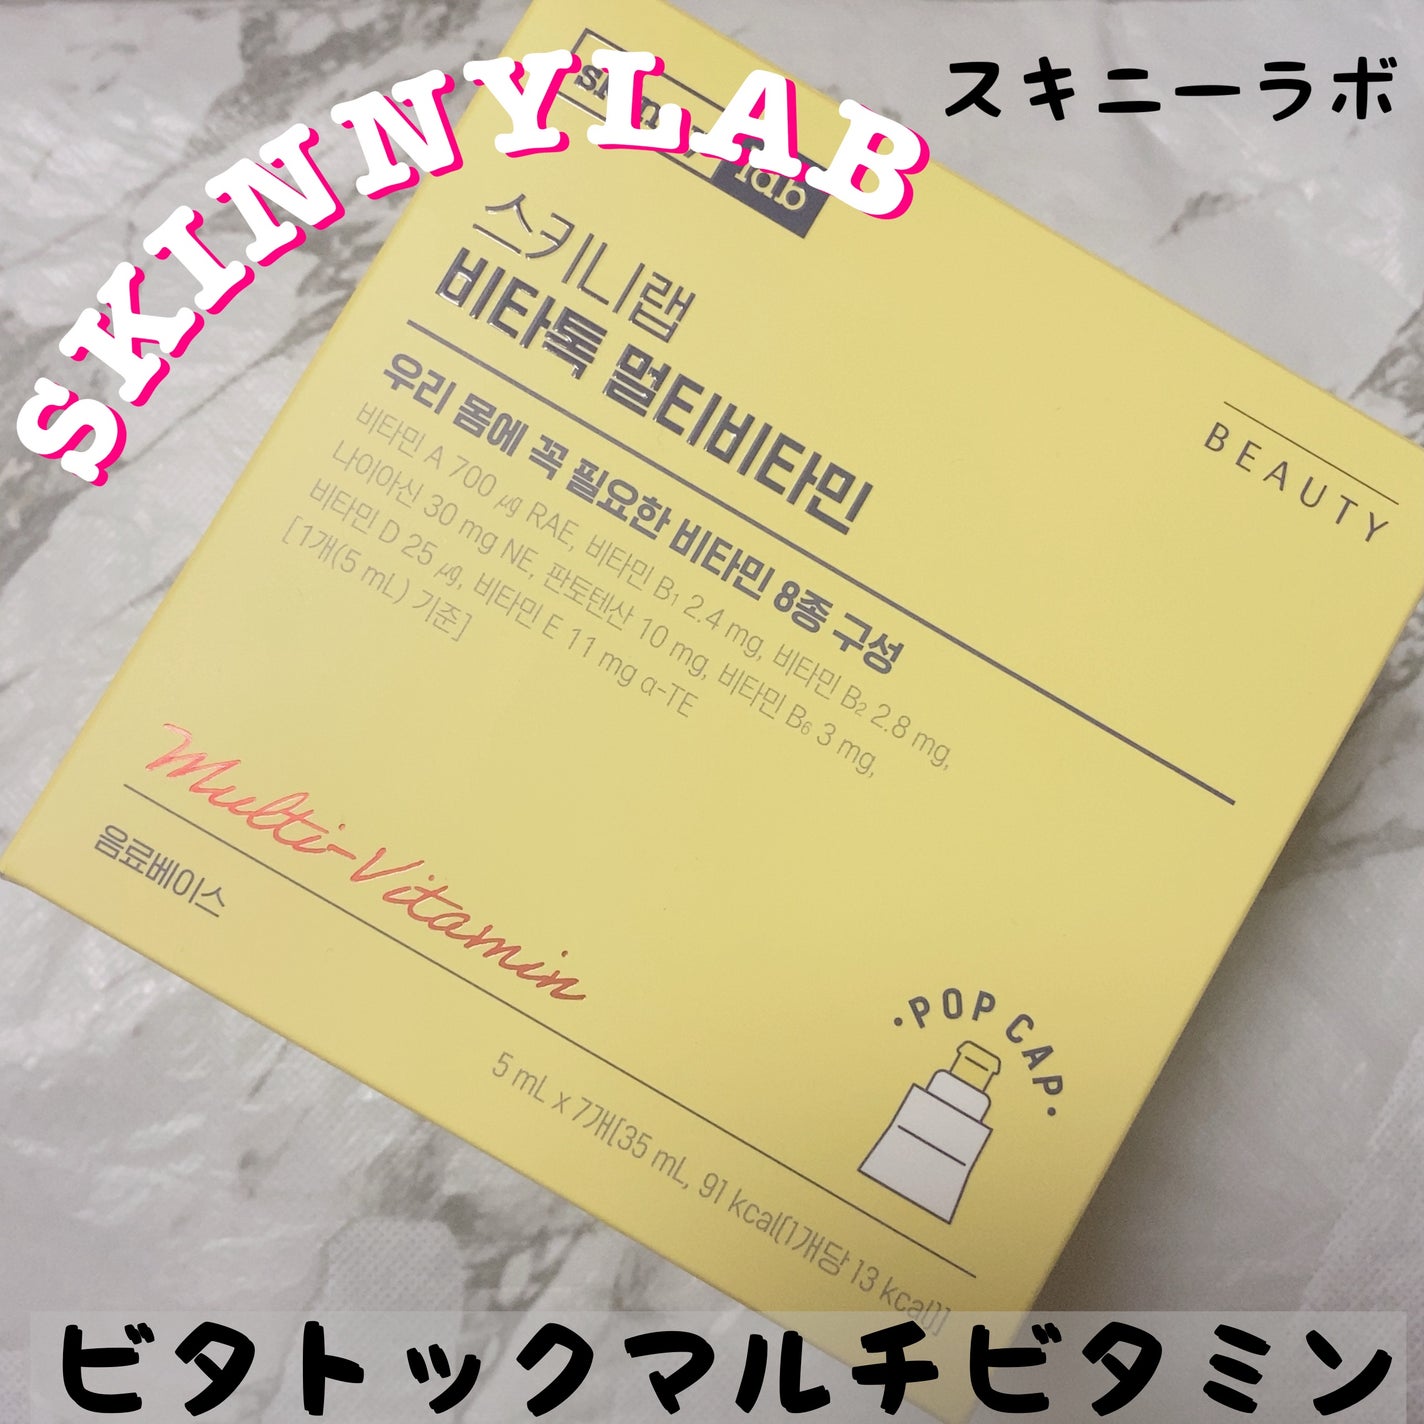 SKINNYLAB
スキニーラボ
lab
스키니랩
비타톡 멀티비타민
BEAUTY
우리 몸에 꼭 필요한 비타민 8종 구성
비타민 A 700 ㎍ RAE, 비타민 B₁ 2.4 mg, 비타민 B₂ 2.8 mg,
나이아신 30 mg NE, 판토텐산 10 mg, 비타민 B₆ 3 mg,
비타민 D 25 ㎍, 비타민 E 11 mg α-TE
[1개(5 mL) 기준]
Multi-Vitamin
음료베이스
·POP CAP·
5 mL x 7개[35 mL, 91 kcal(1개당 13 kcal)]
ビタトックマルチビタミン